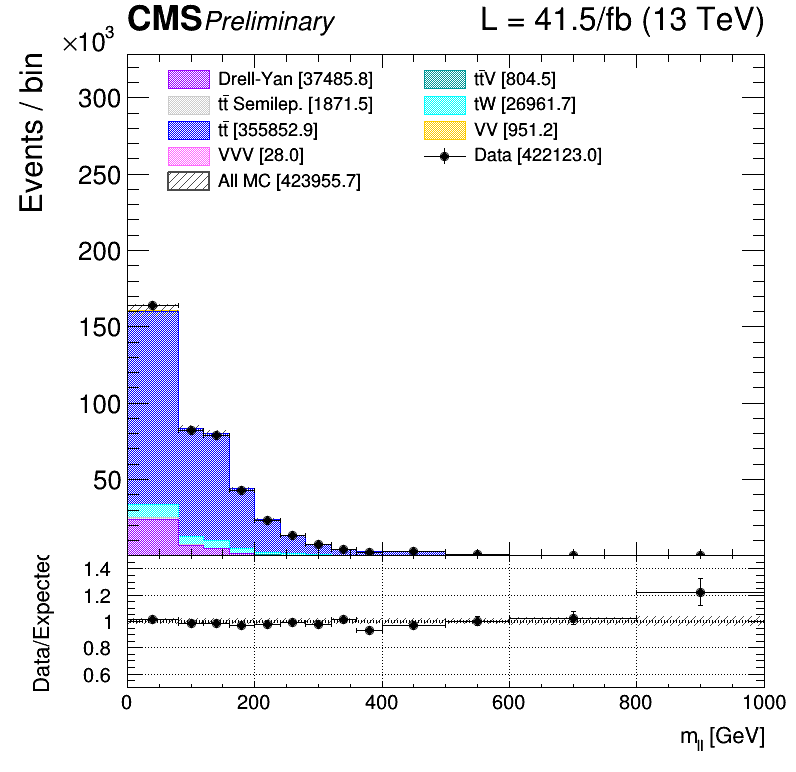 CMS Preliminary L = 41.5/fb (13 TeV)
×10³
Events / bin
Drell-Yan [37485.8]
tt̄ Semilep. [1871.5]
tt̄ [355852.9]
VVV [28.0]
All MC [423955.7]
tt̄V [804.5]
tW [26961.7]
VV [951.2]
Data [422123.0]
300
250
200
150
100
50
Data/Expected
1.4
1.2
1
0.8
0.6
0 200 400 600 800 1000
m_ll [GeV]